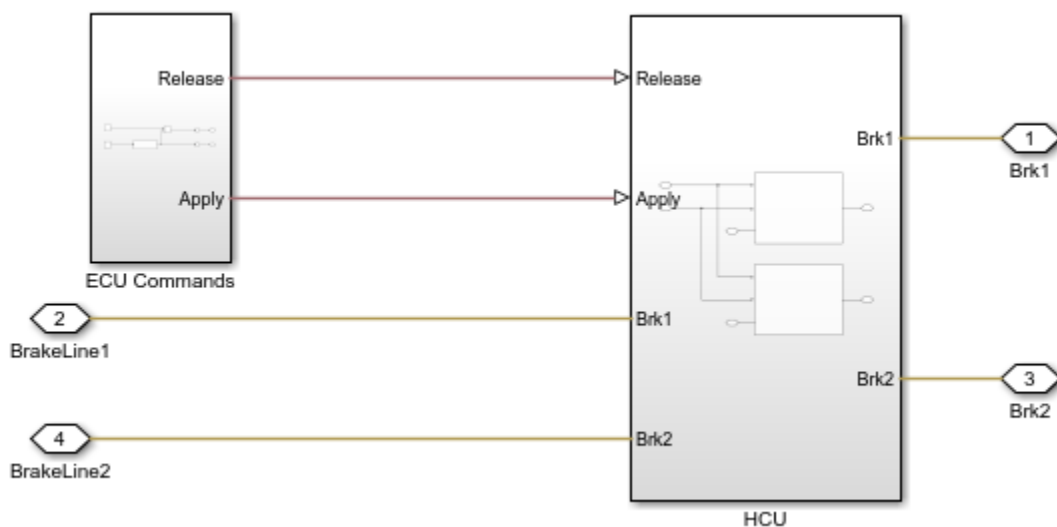 Release
Apply
ECU Commands
2
BrakeLine1
4
BrakeLine2
Release
Apply
Brk1
Brk2
Brk1
Brk2
HCU
1
Brk1
3
Brk2